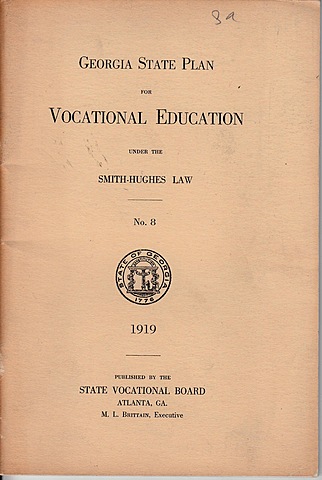 8a
GEORGIA STATE PLAN
FOR
VOCATIONAL EDUCATION
UNDER THE
SMITH-HUGHES LAW
No. 8
STATE OF GEORGIA
1776
1919
PUBLISHED BY THE
STATE VOCATIONAL BOARD
ATLANTA, GA.
M. L. BRITTAIN, Executive